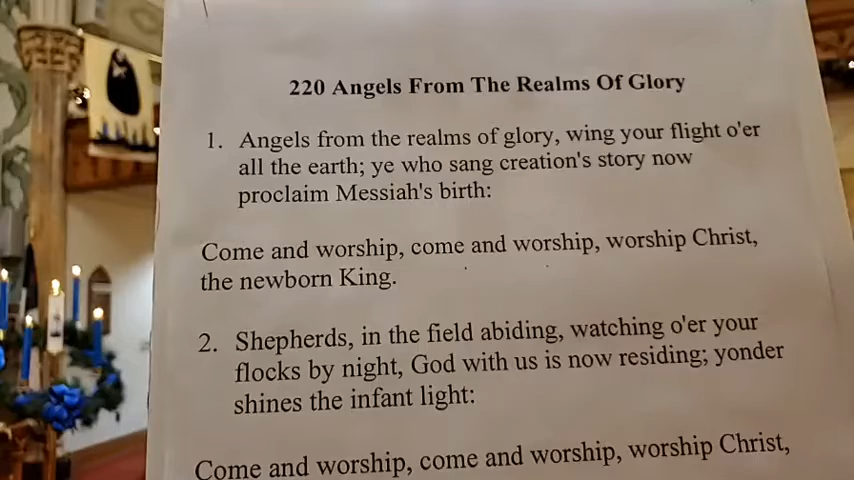 220 Angels From The Realms Of Glory
1. Angels from the realms of glory, wing your flight o'er
all the earth; ye who sang creation's story now
proclaim Messiah's birth:
Come and worship, come and worship, worship Christ,
the newborn King.
2. Shepherds, in the field abiding, watching o'er your
flocks by night, God with us is now residing; yonder
shines the infant light:
Come and worship, come and worship, worship Christ,